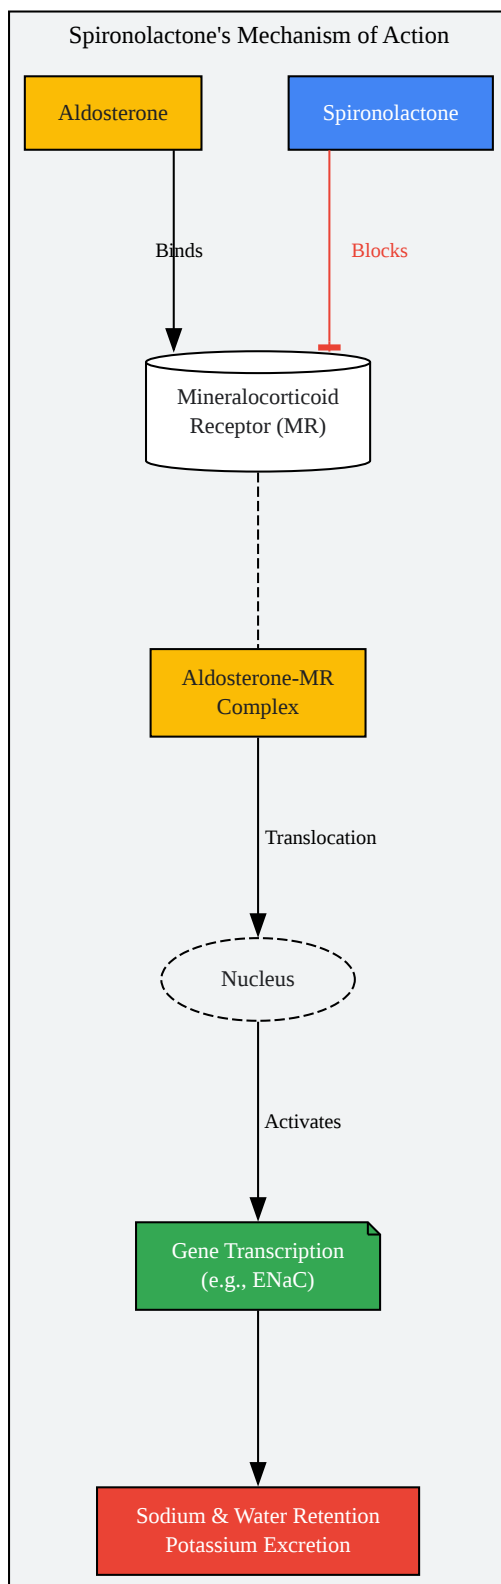 Spironolactone's Mechanism of Action
Aldosterone
Spironolactone
Binds
Blocks
Mineralocorticoid
Receptor (MR)
Aldosterone-MR
Complex
Translocation
Nucleus
Activates
Gene Transcription
(e.g., ENaC)
Sodium & Water Retention
Potassium Excretion